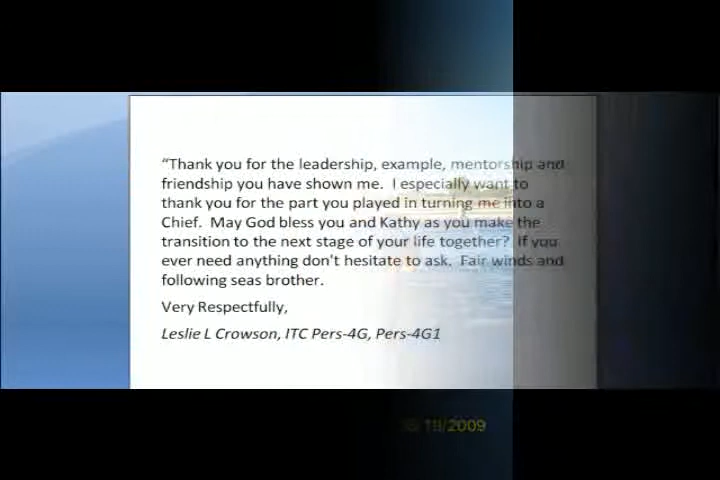 "Thank you for the leadership, example, mentorship and
friendship you have shown me.  I especially want to
thank you for the part you played in turning me into a
Chief.  May God bless you and Kathy as you make the
transition to the next stage of your life together?  If you
ever need anything don't hesitate to ask.  Fair winds and
following seas brother.
Very Respectfully,
Leslie L Crowson, ITC Pers-4G, Pers-4G1
19/2009